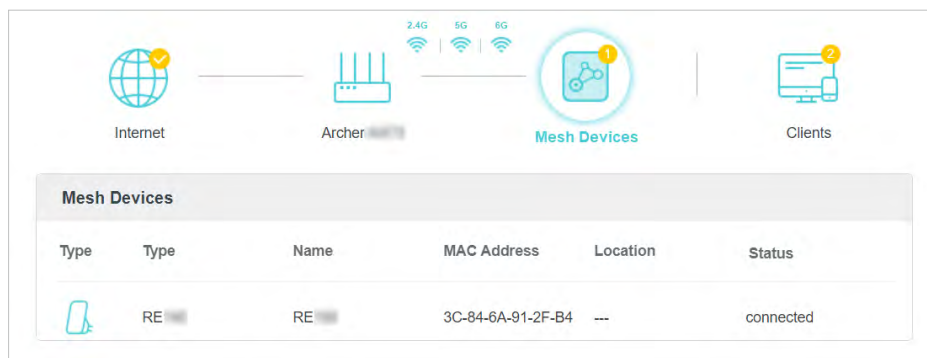 2.4G 5G 6G
1
2
Internet
Archer
Mesh Devices
Clients
Mesh Devices
Type Type Name MAC Address Location Status
RE RE 3C-84-6A-91-2F-B4 --- connected